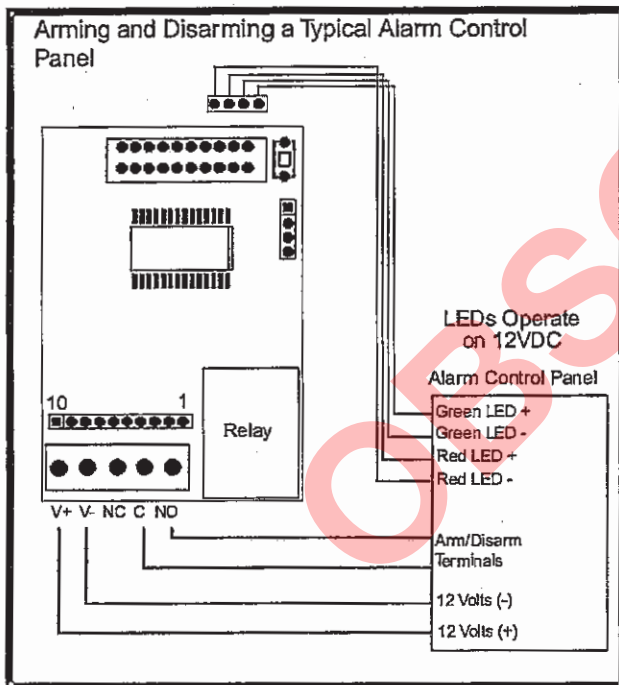 Arming and Disarming a Typical Alarm Control
Panel
LEDs Operate
on 12VDC
Alarm Control Panel
Green LED +
Green LED -
Red LED +
Red LED -
10
1
Relay
V+ V- NC C NO
Arm/Disarm
Terminals
12 Volts (-)
12 Volts (+)
OBS